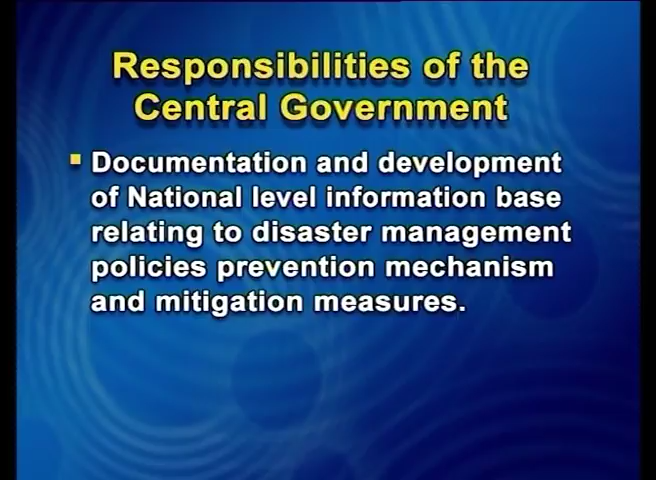 Responsibilities of the
Central Government
Documentation and development
of National level information base
relating to disaster management
policies prevention mechanism
and mitigation measures.